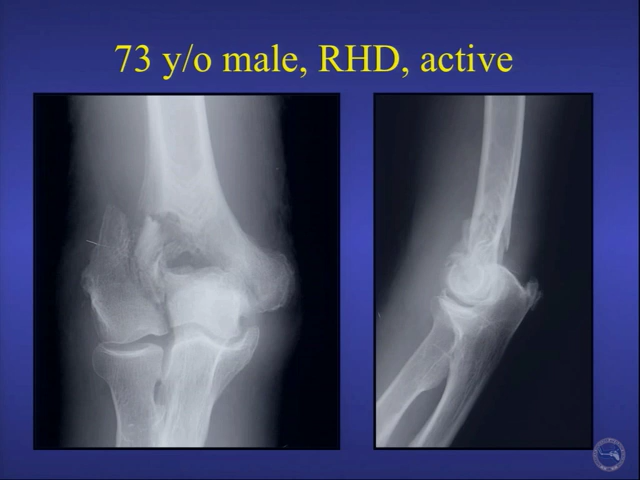 73 y/o male, RHD, active